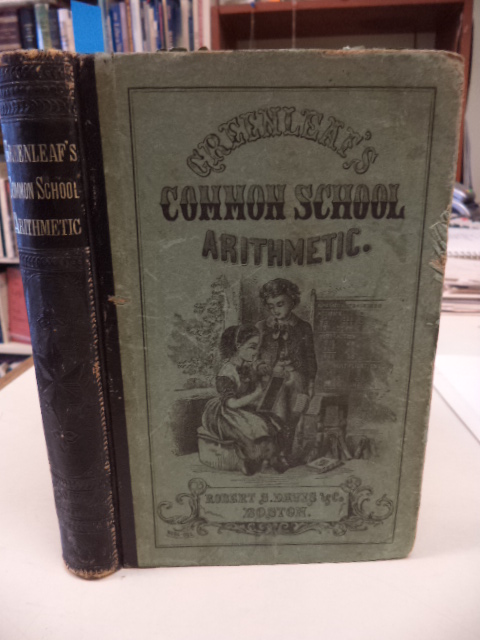 GREENLEAF'S
COMMON SCHOOL
ARITHMETIC
GREENLEAF'S
COMMON SCHOOL
ARITHMETIC.
ROBERT S. DAVIS & Co.
BOSTON.